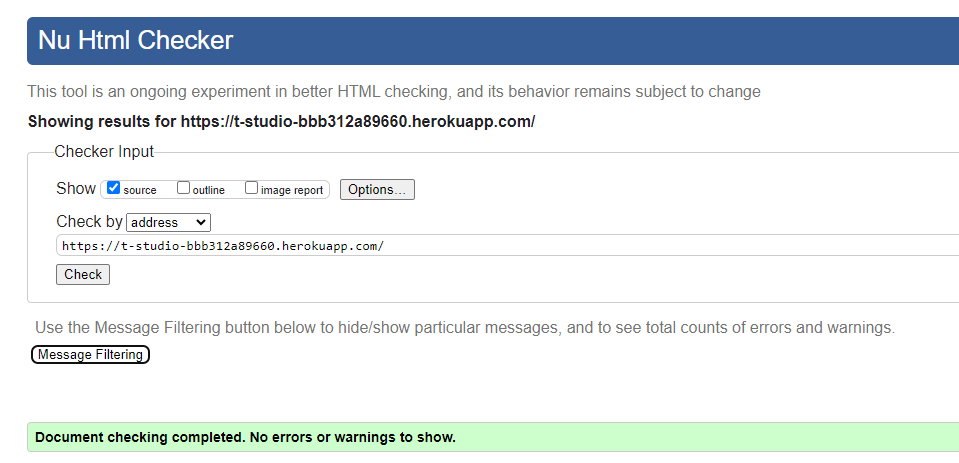 Nu Html Checker
This tool is an ongoing experiment in better HTML checking, and its behavior remains subject to change
Showing results for https://t-studio-bbb312a89660.herokuapp.com/
Checker Input
Show source outline image report Options...
Check by address
https://t-studio-bbb312a89660.herokuapp.com/
Check
Use the Message Filtering button below to hide/show particular messages, and to see total counts of errors and warnings.
Message Filtering
Document checking completed. No errors or warnings to show.